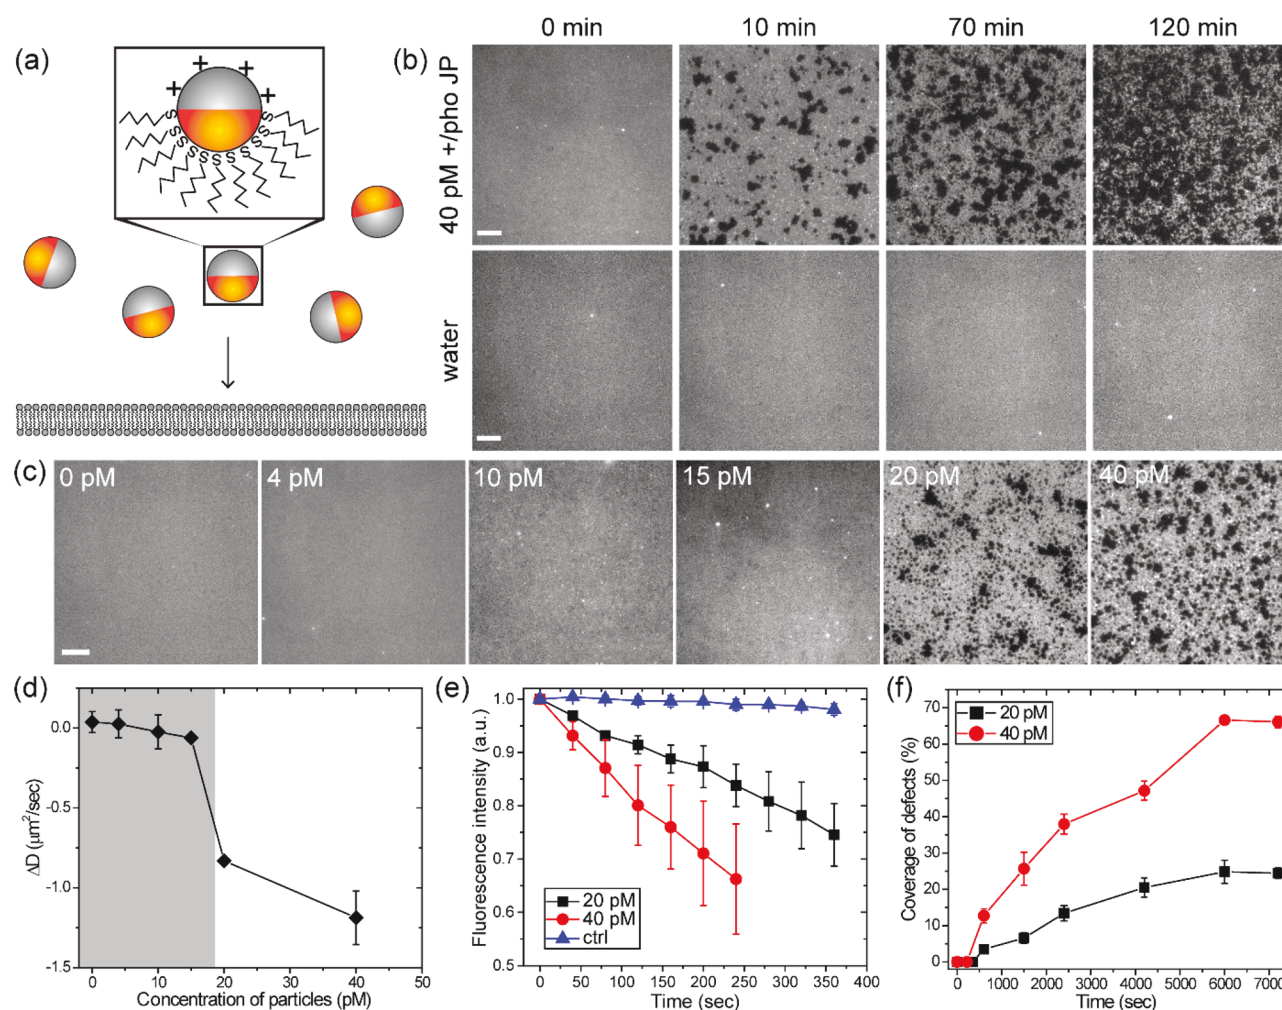 (a)
+ + + +
S S S S S S S S S S S
(b)
0 min
10 min
70 min
120 min
40 pM +/pho JP
water
(c)
0 pM
4 pM
10 pM
15 pM
20 pM
40 pM
(d)
0.0
-0.5
-1.0
-1.5
ΔD (μm²/sec)
0 10 20 30 40 50
Concentration of particles (pM)
(e)
1.0
0.9
0.8
0.7
0.6
0.5
Fluorescence intensity (a.u.)
20 pM
40 pM
ctrl
0 50 100 150 200 250 300 350 400
Time (sec)
(f)
70
60
50
40
30
20
10
0
Coverage of defects (%)
20 pM
40 pM
0 1000 2000 3000 4000 5000 6000 7000
Time (sec)